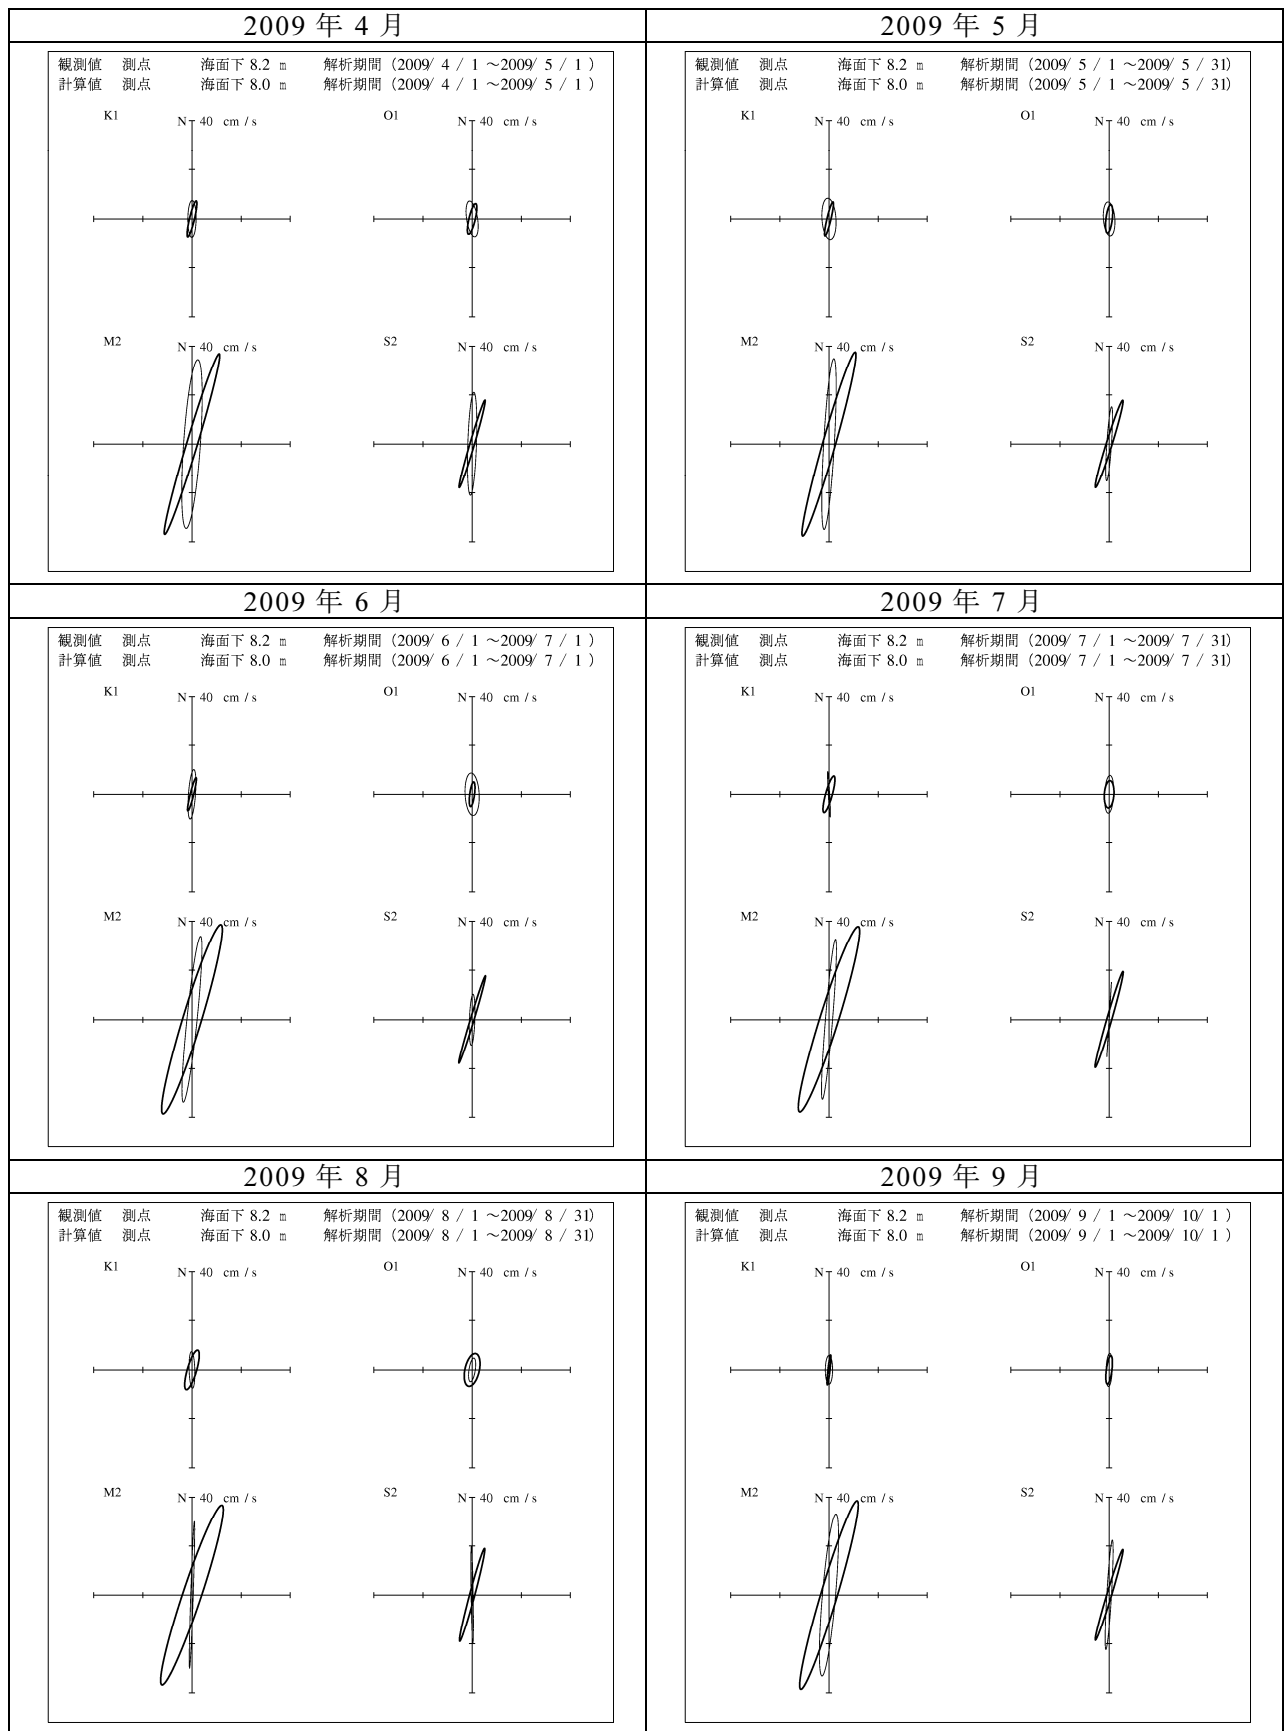 2009 年 4 月
観測値 測点 海面下 8.2 m 解析期間 (2009/ 4 / 1 ～2009/ 5 / 1 )
計算値 測点 海面下 8.0 m 解析期間 (2009/ 4 / 1 ～2009/ 5 / 1 )
K1 N 40 cm / s O1 N 40 cm / s
M2 N 40 cm / s S2 N 40 cm / s
2009 年 5 月
観測値 測点 海面下 8.2 m 解析期間 (2009/ 5 / 1 ～2009/ 5 / 31)
計算値 測点 海面下 8.0 m 解析期間 (2009/ 5 / 1 ～2009/ 5 / 31)
K1 N 40 cm / s O1 N 40 cm / s
M2 N 40 cm / s S2 N 40 cm / s
2009 年 6 月
観測値 測点 海面下 8.2 m 解析期間 (2009/ 6 / 1 ～2009/ 7 / 1 )
計算値 測点 海面下 8.0 m 解析期間 (2009/ 6 / 1 ～2009/ 7 / 1 )
K1 N 40 cm / s O1 N 40 cm / s
M2 N 40 cm / s S2 N 40 cm / s
2009 年 7 月
観測値 測点 海面下 8.2 m 解析期間 (2009/ 7 / 1 ～2009/ 7 / 31)
計算値 測点 海面下 8.0 m 解析期間 (2009/ 7 / 1 ～2009/ 7 / 31)
K1 N 40 cm / s O1 N 40 cm / s
M2 N 40 cm / s S2 N 40 cm / s
2009 年 8 月
観測値 測点 海面下 8.2 m 解析期間 (2009/ 8 / 1 ～2009/ 8 / 31)
計算値 測点 海面下 8.0 m 解析期間 (2009/ 8 / 1 ～2009/ 8 / 31)
K1 N 40 cm / s O1 N 40 cm / s
M2 N 40 cm / s S2 N 40 cm / s
2009 年 9 月
観測値 測点 海面下 8.2 m 解析期間 (2009/ 9 / 1 ～2009/ 10/ 1 )
計算値 測点 海面下 8.0 m 解析期間 (2009/ 9 / 1 ～2009/ 10/ 1 )
K1 N 40 cm / s O1 N 40 cm / s
M2 N 40 cm / s S2 N 40 cm / s